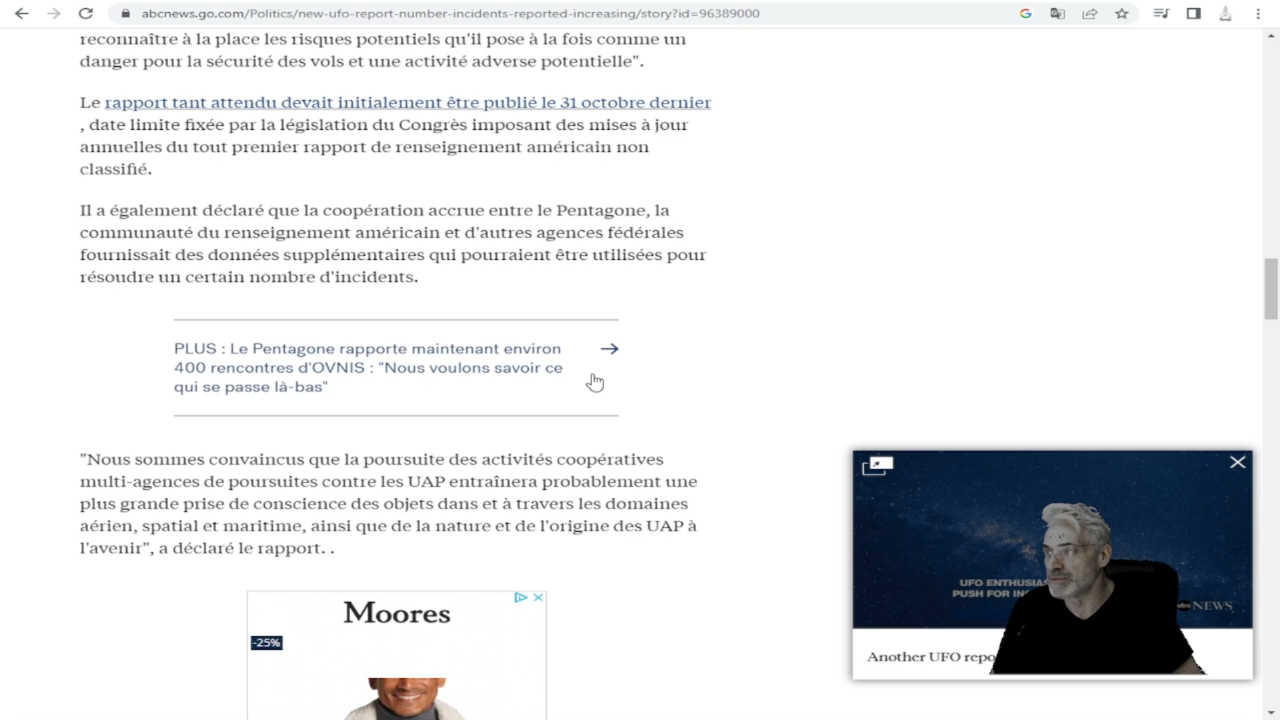 abcnews.go.com/Politics/new-ufo-report-number-incidents-reported-increasing/story?id=96389000
reconnaître à la place les risques potentiels qu'il pose à la fois comme un
danger pour la sécurité des vols et une activité adverse potentielle".
Le rapport tant attendu devait initialement être publié le 31 octobre dernier
, date limite fixée par la législation du Congrès imposant des mises à jour
annuelles du tout premier rapport de renseignement américain non
classifié.
Il a également déclaré que la coopération accrue entre le Pentagone, la
communauté du renseignement américain et d'autres agences fédérales
fournissait des données supplémentaires qui pourraient être utilisées pour
résoudre un certain nombre d'incidents.
PLUS : Le Pentagone rapporte maintenant environ
400 rencontres d'OVNIS : "Nous voulons savoir ce
qui se passe là-bas"
"Nous sommes convaincus que la poursuite des activités coopératives
multi-agences de poursuites contre les UAP entraînera probablement une
plus grande prise de conscience des objets dans et à travers les domaines
aérien, spatial et maritime, ainsi que de la nature et de l'origine des UAP à
l'avenir", a déclaré le rapport. .
Moores
-25%
UFO ENTHUSIA
PUSH FOR IN
abc NEWS
Another UFO repo